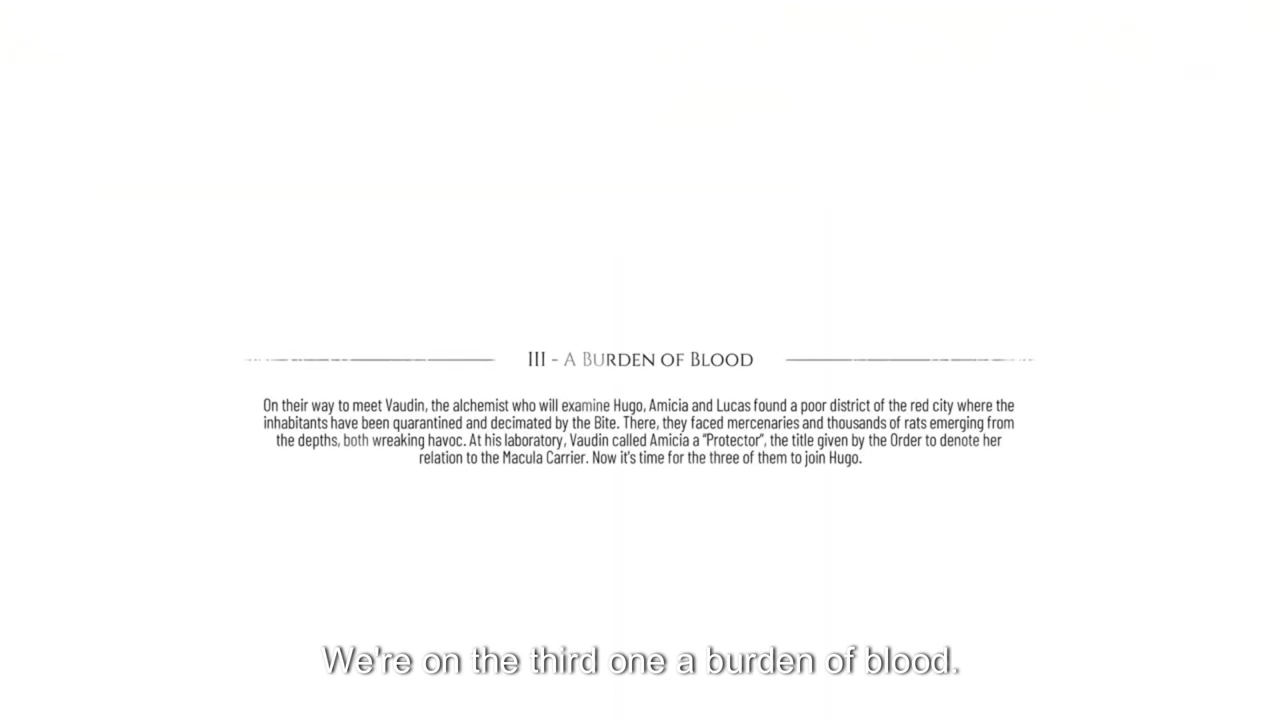 III - A Burden of Blood
On their way to meet Vaudin, the alchemist who will examine Hugo, Amicia and Lucas found a poor district of the red city where the
inhabitants have been quarantined and decimated by the Bite. There, they faced mercenaries and thousands of rats emerging from
the depths, both wreaking havoc. At his laboratory, Vaudin called Amicia a "Protector", the title given by the Order to denote her
relation to the Macula Carrier. Now it's time for the three of them to join Hugo.
We're on the third one a burden of blood.